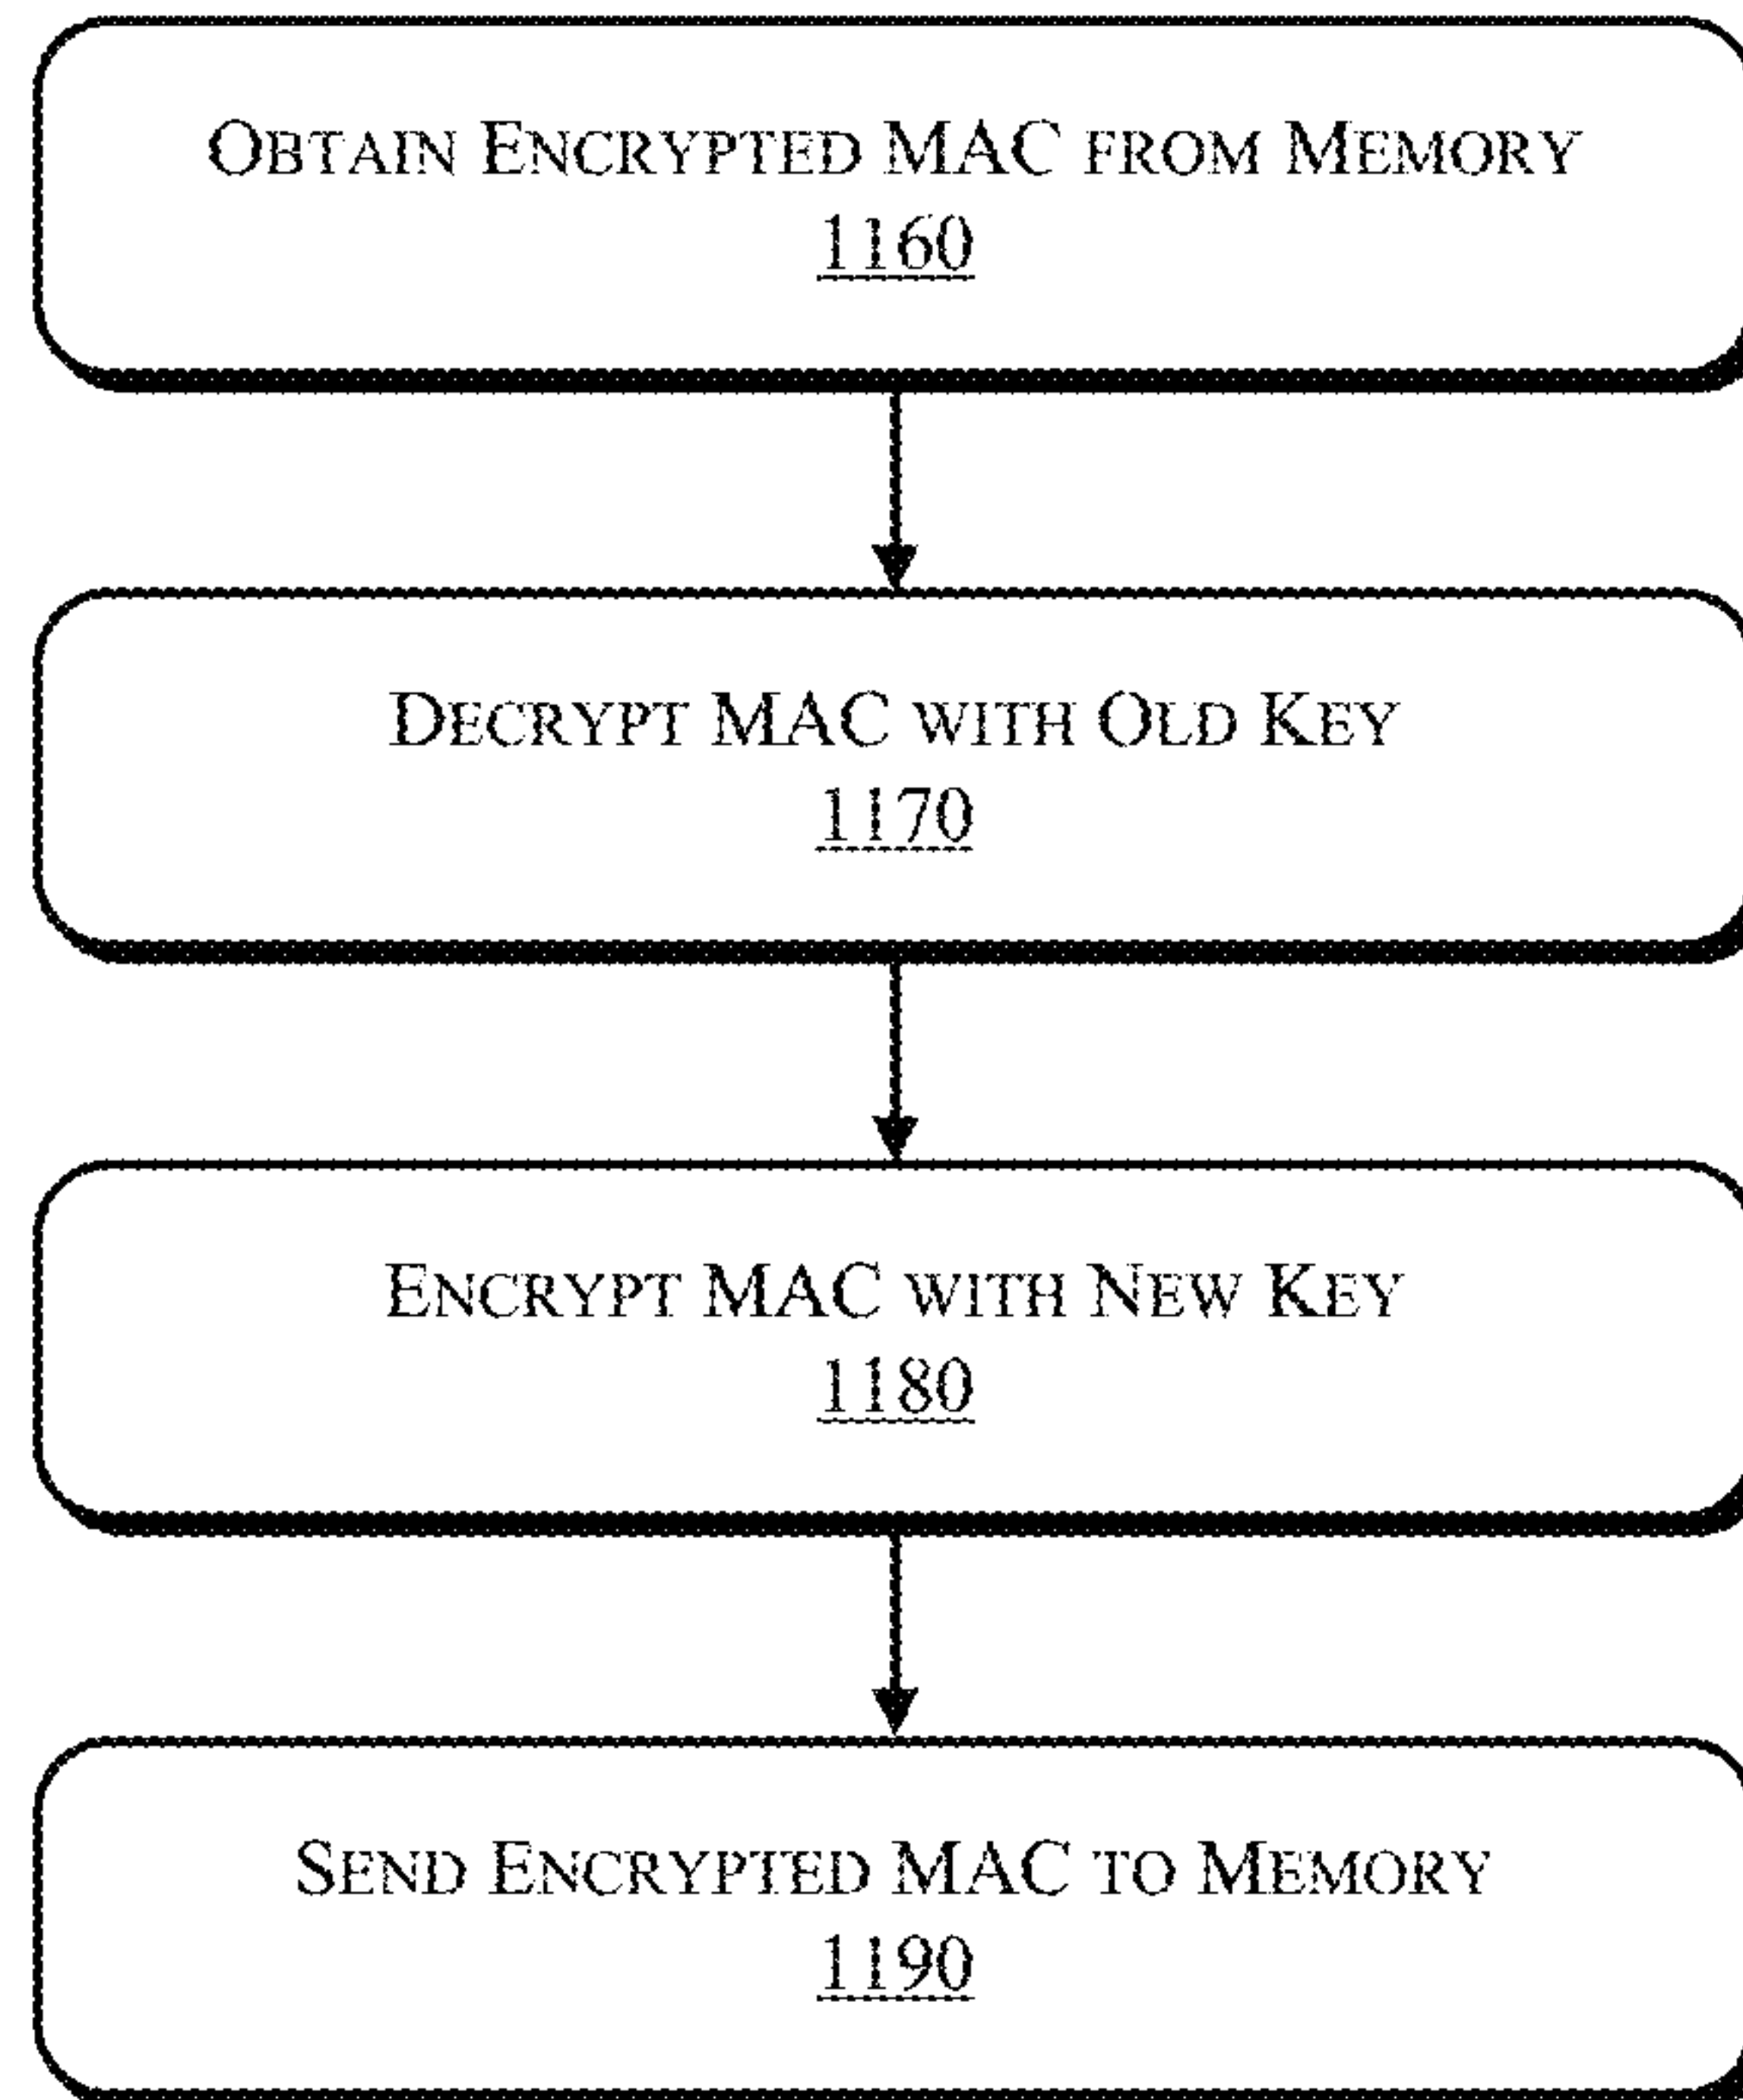 OBTAIN ENCRYPTED MAC FROM MEMORY
1160
DECRYPT MAC WITH OLD KEY
1170
ENCRYPT MAC WITH NEW KEY
1180
SEND ENCRYPTED MAC TO MEMORY
1190